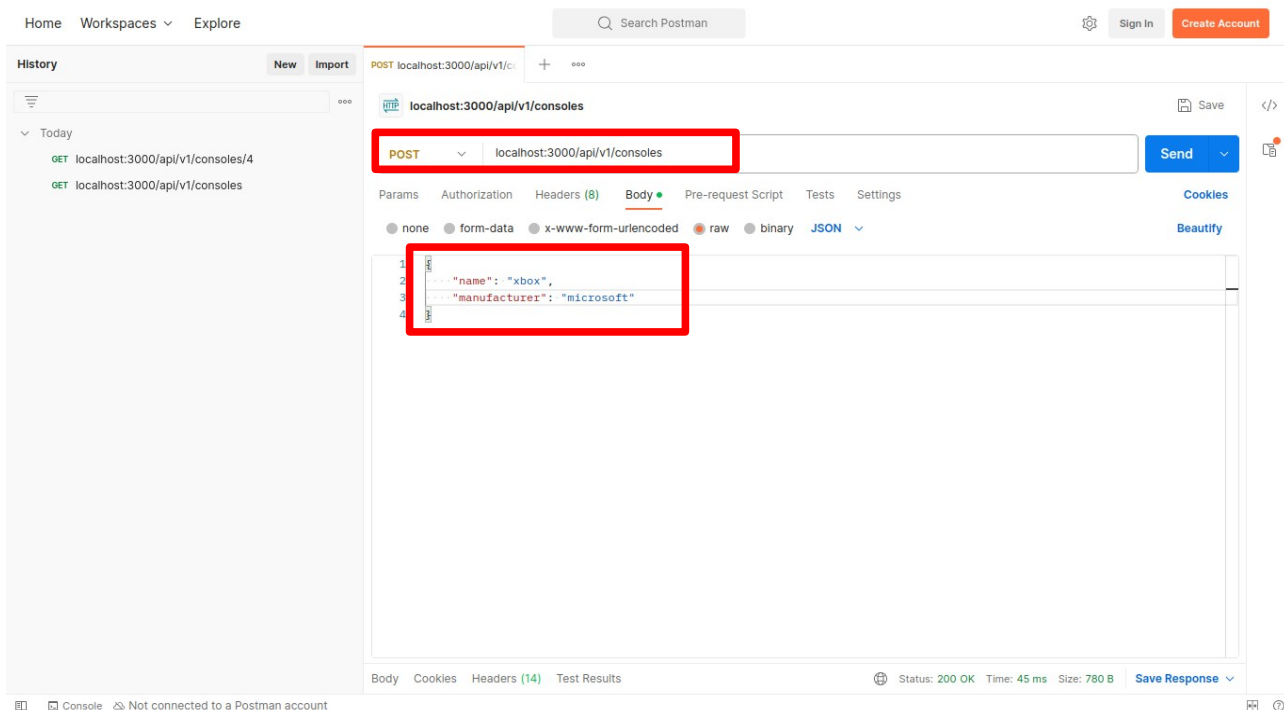 Home Workspaces Explore Search Postman Sign In Create Account
History New Import
POST localhost:3000/api/v1/c
HTTP localhost:3000/api/v1/consoles Save
Today
GET localhost:3000/api/v1/consoles/4
GET localhost:3000/api/v1/consoles
POST localhost:3000/api/v1/consoles Send
Params Authorization Headers (8) Body Pre-request Script Tests Settings Cookies
none form-data x-www-form-urlencoded raw binary JSON Beautify
1 {
2 "name": "xbox",
3 "manufacturer": "microsoft"
4 }
Body Cookies Headers (14) Test Results Status: 200 OK Time: 45 ms Size: 780 B Save Response
Console Not connected to a Postman account